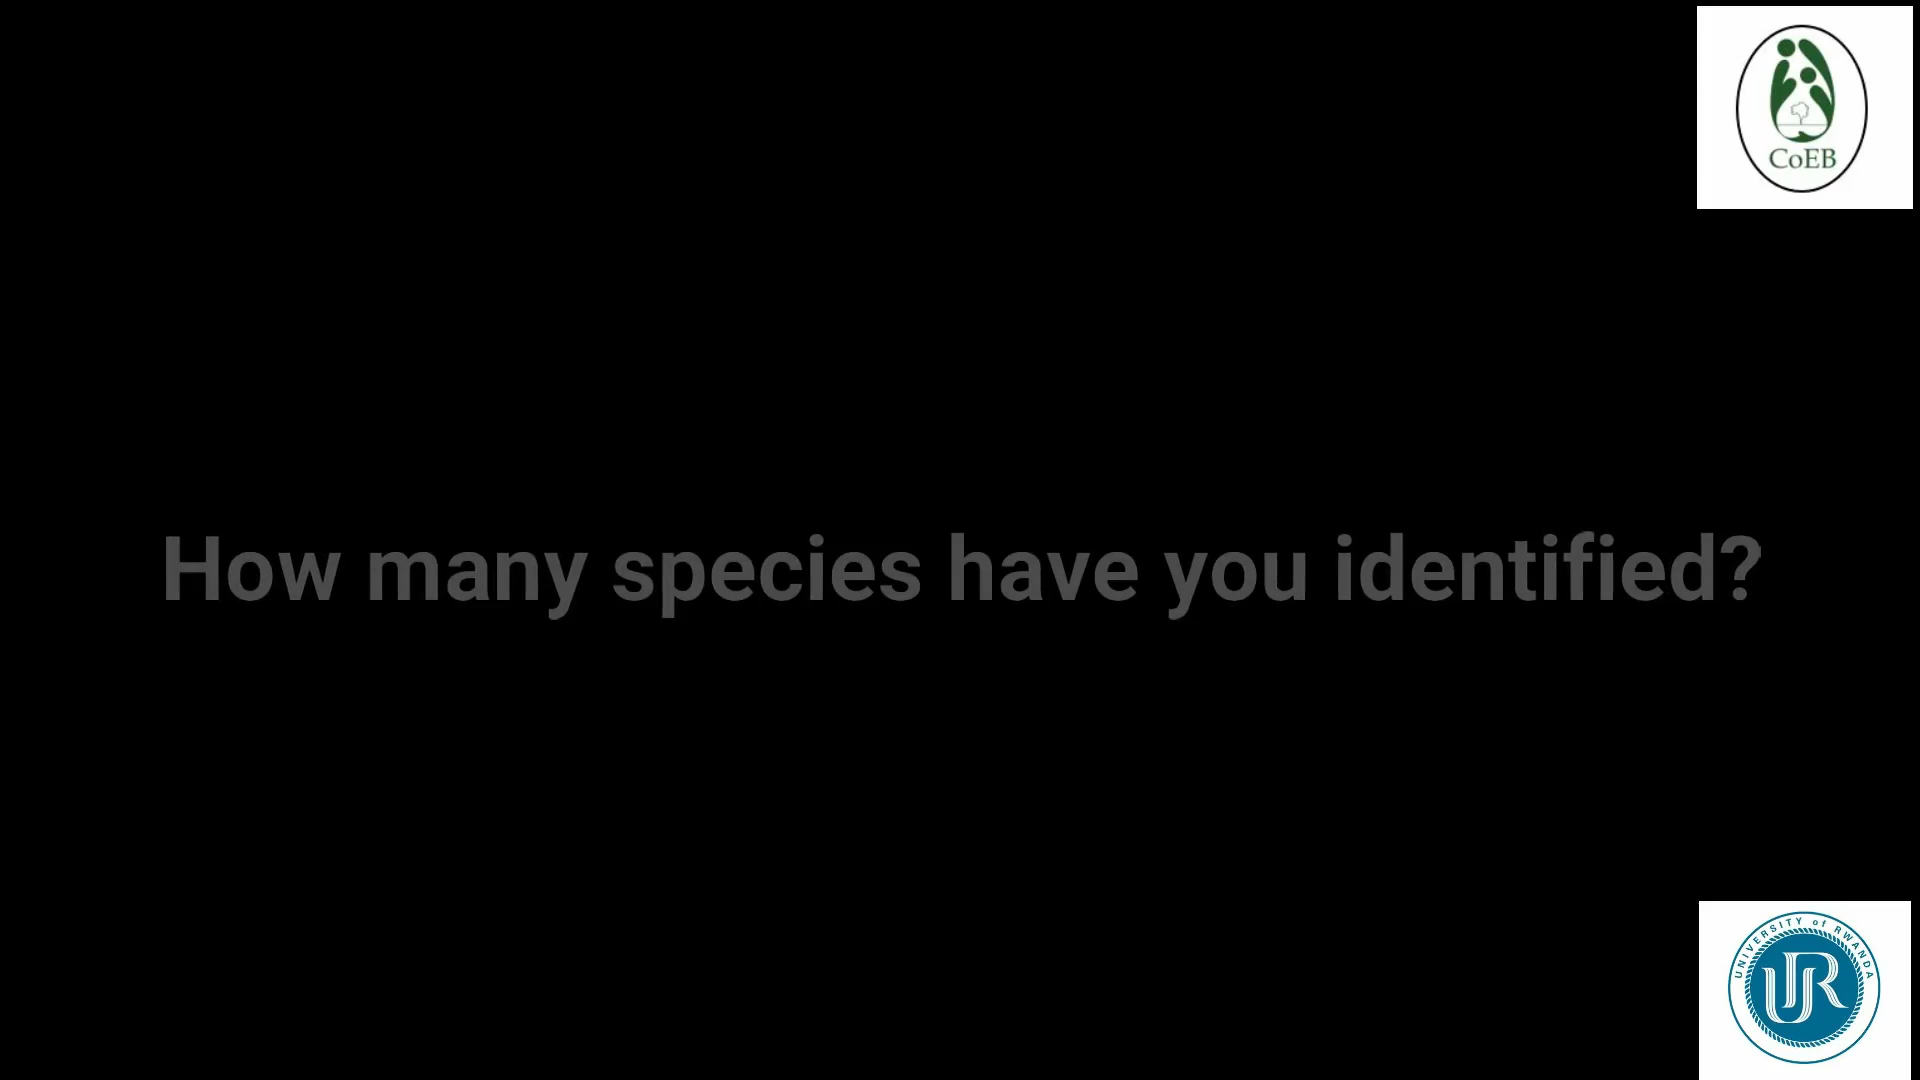 CoEB
How many species have you identified?
UNIVERSITY of RWANDA
UR